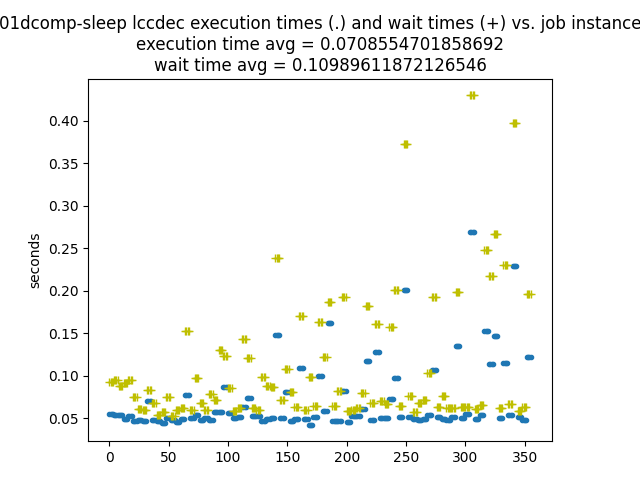 01dcomp-sleep lccdec execution times (.) and wait times (+) vs. job instance
execution time avg = 0.0708554701858692
wait time avg = 0.10989611872126546
seconds
0.40
0.35
0.30
0.25
0.20
0.15
0.10
0.05
0 50 100 150 200 250 300 350